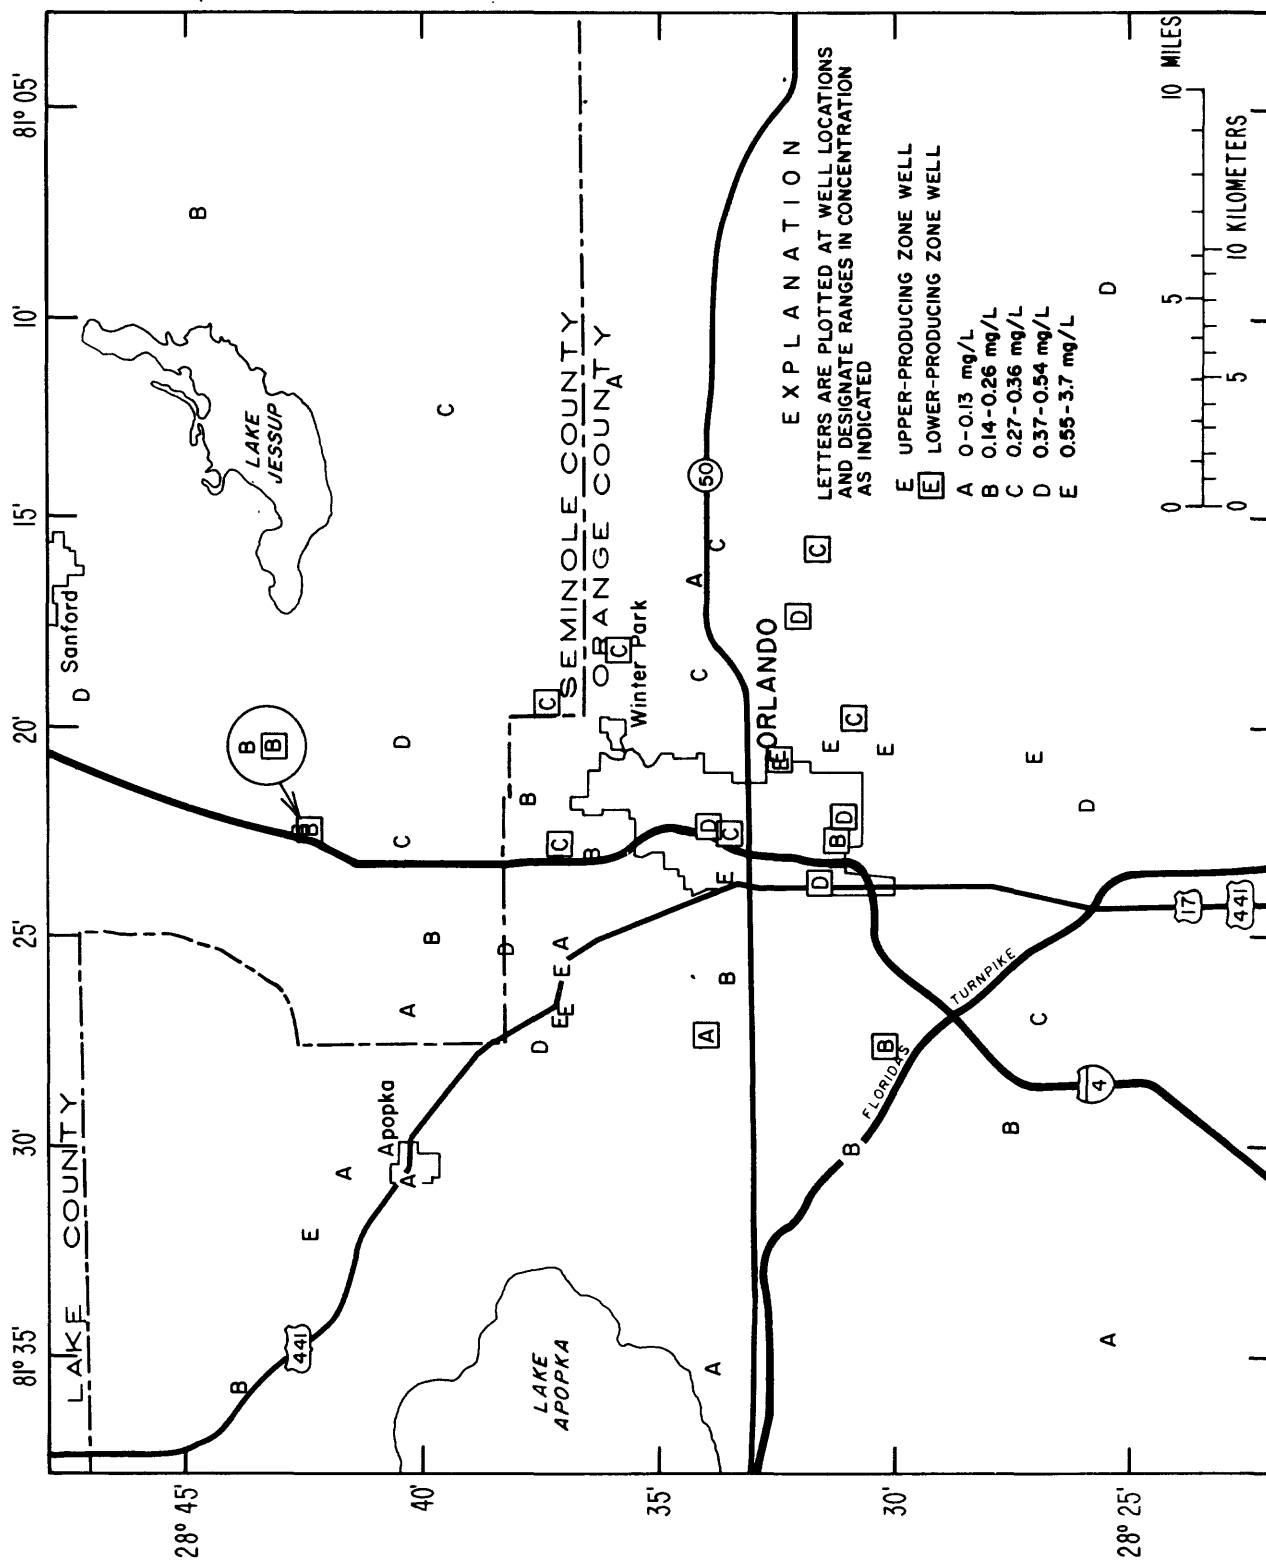 81° 35'
30'
25'
20'
15'
10'
81° 05'
28° 45'
40'
35'
30'
28° 25'
LAKE COUNTY
Sanford
D
B
B
B
B
B
B
D
C
B
LAKE
JESSUP
441
E
A
A
Apopka
A
A
B
C
D
C
LAKE
APOPKA
D
E
E
E
A
D
B
C
B
C
SEMINOLE COUNTY
ORANGE COUNTY
A
C
Winter Park
A
A
B
E
D
C
C
A
C
50
ORLANDO
D
B
D
E
E
C
D
C
B
B
FLORIDAS
TURNPIKE
E
E
B
C
D
E
A
4
17
441
D
EXPLANATION
LETTERS ARE PLOTTED AT WELL LOCATIONS
AND DESIGNATE RANGES IN CONCENTRATION
AS INDICATED
E UPPER-PRODUCING ZONE WELL
E LOWER-PRODUCING ZONE WELL
A 0-0.13 mg/L
B 0.14-0.26 mg/L
C 0.27-0.36 mg/L
D 0.37-0.54 mg/L
E 0.55-3.7 mg/L
0 5 10 MILES
0 5 10 KILOMETERS